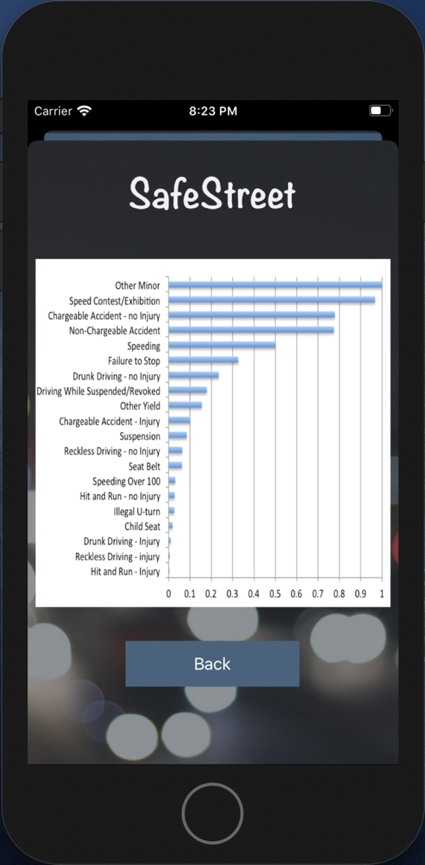 Carrier 8:23 PM
SafeStreet
Other Minor
Speed Contest/Exhibition
Chargeable Accident - no Injury
Non-Chargeable Accident
Speeding
Failure to Stop
Drunk Driving - no Injury
Driving While Suspended/Revoked
Other Yield
Chargeable Accident - Injury
Suspension
Reckless Driving - no Injury
Seat Belt
Speeding Over 100
Hit and Run - no Injury
Illegal U-turn
Child Seat
Drunk Driving - Injury
Reckless Driving - injury
Hit and Run - Injury
0 0.1 0.2 0.3 0.4 0.5 0.6 0.7 0.8 0.9 1
Back